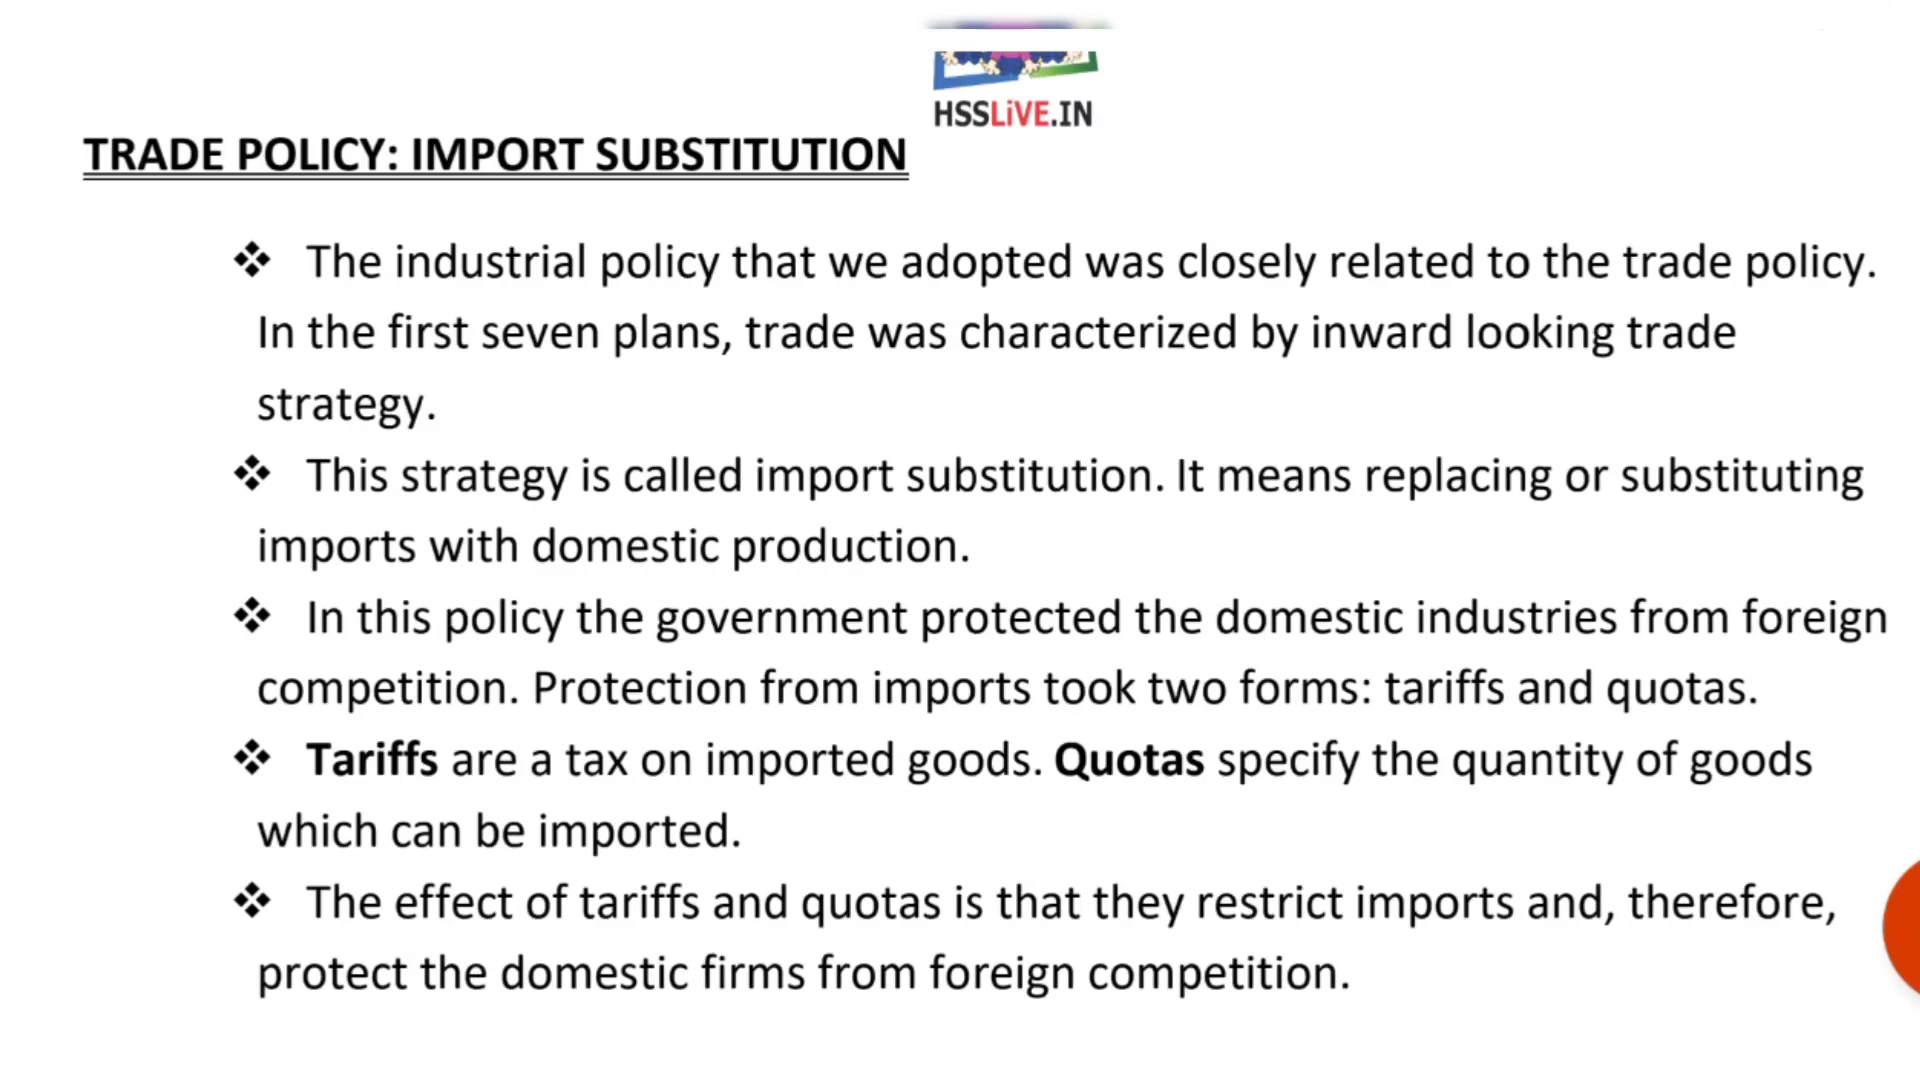 HSSLiVE.IN
TRADE POLICY: IMPORT SUBSTITUTION
❖ The industrial policy that we adopted was closely related to the trade policy.
In the first seven plans, trade was characterized by inward looking trade
strategy.
❖ This strategy is called import substitution. It means replacing or substituting
imports with domestic production.
❖ In this policy the government protected the domestic industries from foreign
competition. Protection from imports took two forms: tariffs and quotas.
❖ Tariffs are a tax on imported goods. Quotas specify the quantity of goods
which can be imported.
❖ The effect of tariffs and quotas is that they restrict imports and, therefore,
protect the domestic firms from foreign competition.